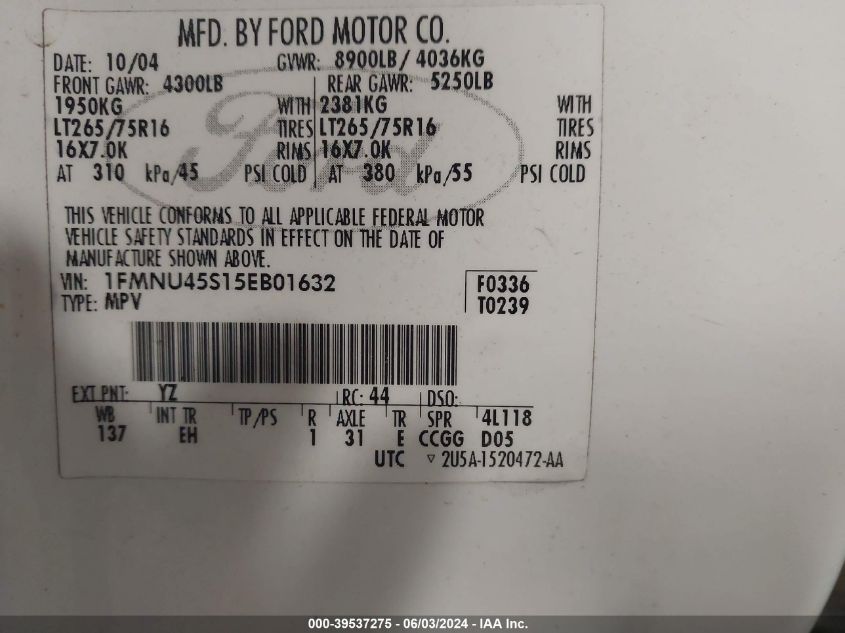 MFD. BY FORD MOTOR CO.
DATE: 10/04 GVWR: 8900LB / 4036KG
FRONT GAWR: 4300LB REAR GAWR: 5250LB
1950KG WITH 2381KG WITH
LT265/75R16 TIRES LT265/75R16 TIRES
16X7.0K RIMS 16X7.0K RIMS
AT 310 kPa/45 PSI COLD AT 380 kPa/55 PSI COLD
Ford
THIS VEHICLE CONFORMS TO ALL APPLICABLE FEDERAL MOTOR
VEHICLE SAFETY STANDARDS IN EFFECT ON THE DATE OF
MANUFACTURE SHOWN ABOVE.
VIN: 1FMNU45S15EB01632 F0336
TYPE: MPV T0239
EXT PNT: YZ RC: 44 DSO:
WB INT TR TP/PS R AXLE TR SPR 4L118
137 EH 1 31 E CCGG D05
UTC ▽ 2U5A-1520472-AA
000-39537275 - 06/03/2024 - IAA Inc.